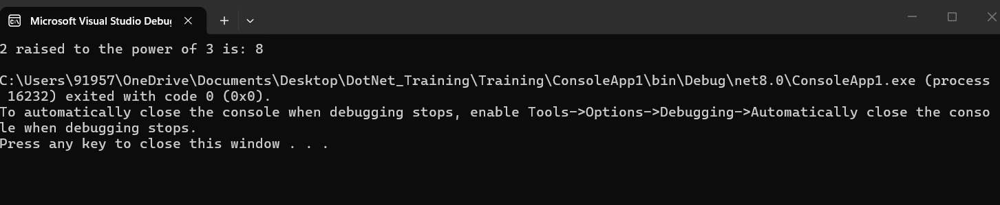 Microsoft Visual Studio Debu
2 raised to the power of 3 is: 8
C:\Users\91957\OneDrive\Documents\Desktop\DotNet_Training\Training\ConsoleApp1\bin\Debug\net8.0\ConsoleApp1.exe (process
16232) exited with code 0 (0x0).
To automatically close the console when debugging stops, enable Tools->Options->Debugging->Automatically close the conso
le when debugging stops.
Press any key to close this window . . .